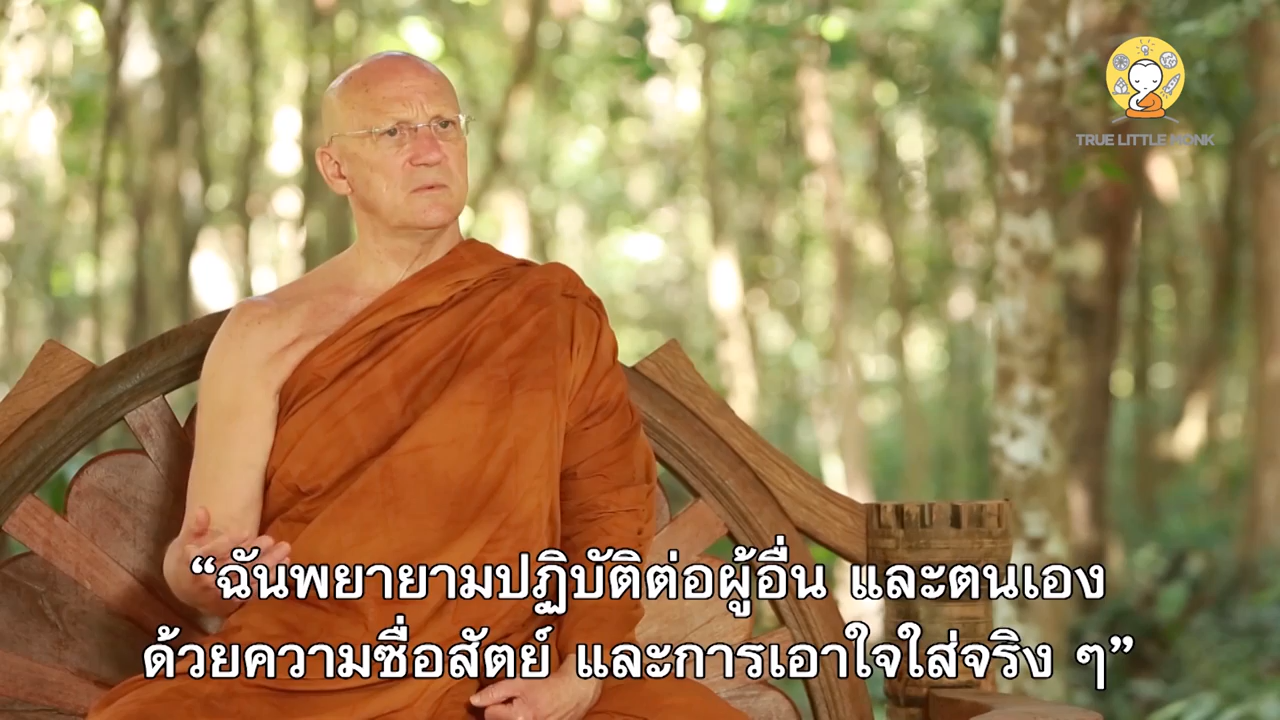 TRUE LITTLE MONK
“ฉันพยายามปฏิบัติต่อผู้อื่น และตนเอง
ด้วยความซื่อสัตย์ และการเอาใจใส่จริง ๆ”